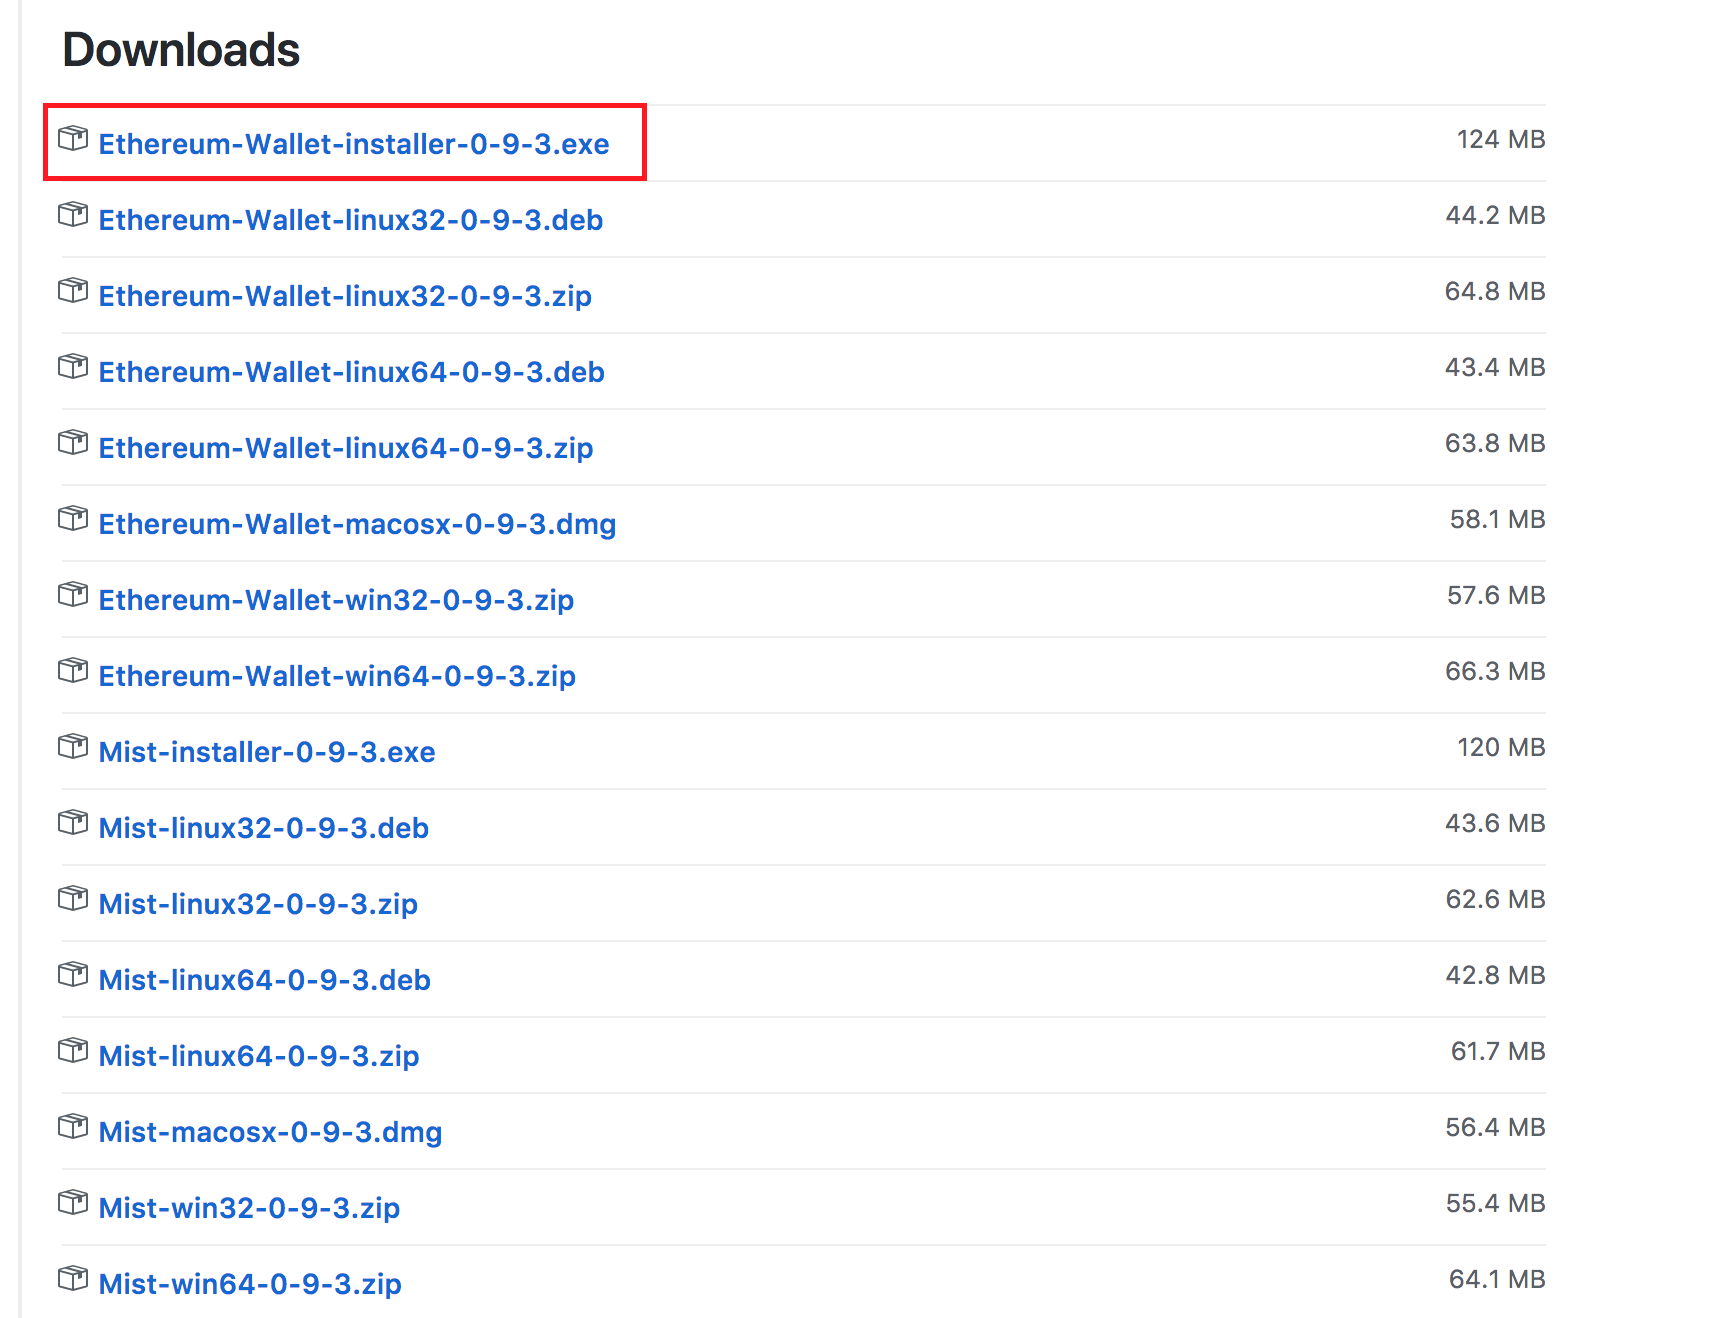 Downloads
Ethereum-Wallet-installer-0-9-3.exe 124 MB
Ethereum-Wallet-linux32-0-9-3.deb 44.2 MB
Ethereum-Wallet-linux32-0-9-3.zip 64.8 MB
Ethereum-Wallet-linux64-0-9-3.deb 43.4 MB
Ethereum-Wallet-linux64-0-9-3.zip 63.8 MB
Ethereum-Wallet-macosx-0-9-3.dmg 58.1 MB
Ethereum-Wallet-win32-0-9-3.zip 57.6 MB
Ethereum-Wallet-win64-0-9-3.zip 66.3 MB
Mist-installer-0-9-3.exe 120 MB
Mist-linux32-0-9-3.deb 43.6 MB
Mist-linux32-0-9-3.zip 62.6 MB
Mist-linux64-0-9-3.deb 42.8 MB
Mist-linux64-0-9-3.zip 61.7 MB
Mist-macosx-0-9-3.dmg 56.4 MB
Mist-win32-0-9-3.zip 55.4 MB
Mist-win64-0-9-3.zip 64.1 MB